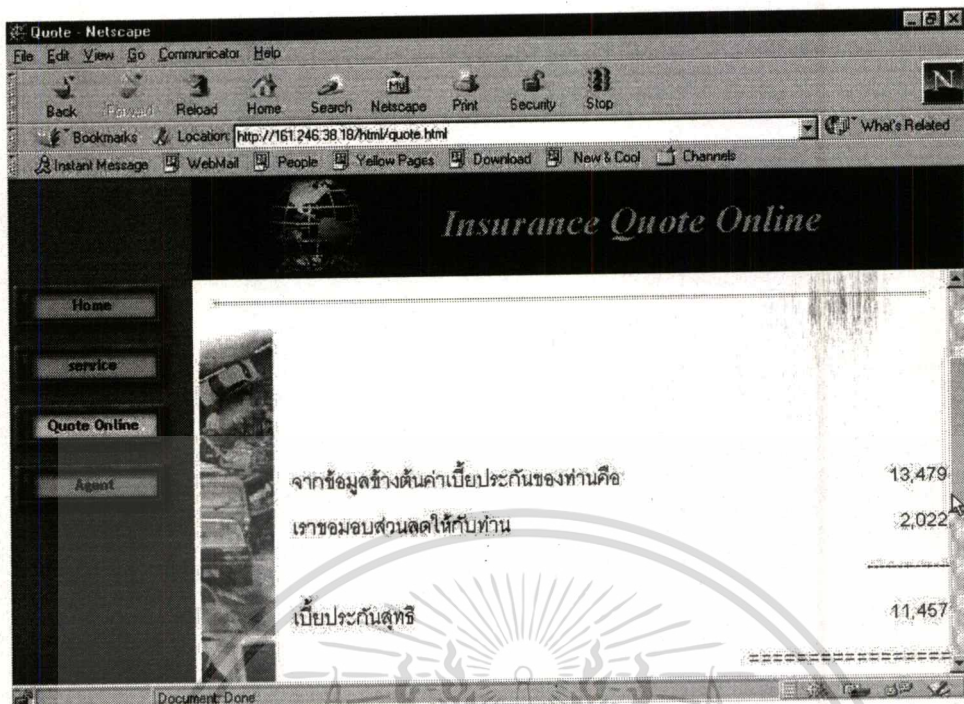 Quote - Netscape
File Edit View Go Communicator Help
Back Forward Reload Home Search Netscape Print Security Stop
My
N
Bookmarks Location: http://161.246.38.18/html/quote.html What's Related
Instant Message WebMail People Yellow Pages Download New & Cool Channels
Insurance Quote Online
Home
service
Quote Online
Agent
จากข้อมูลข้างต้นค่าเบี้ยประกันของท่านคือ 13,479
เราขอมอบส่วนลดให้กับท่าน 2,022
เบี้ยประกันสุทธิ 11,457
Document: Done